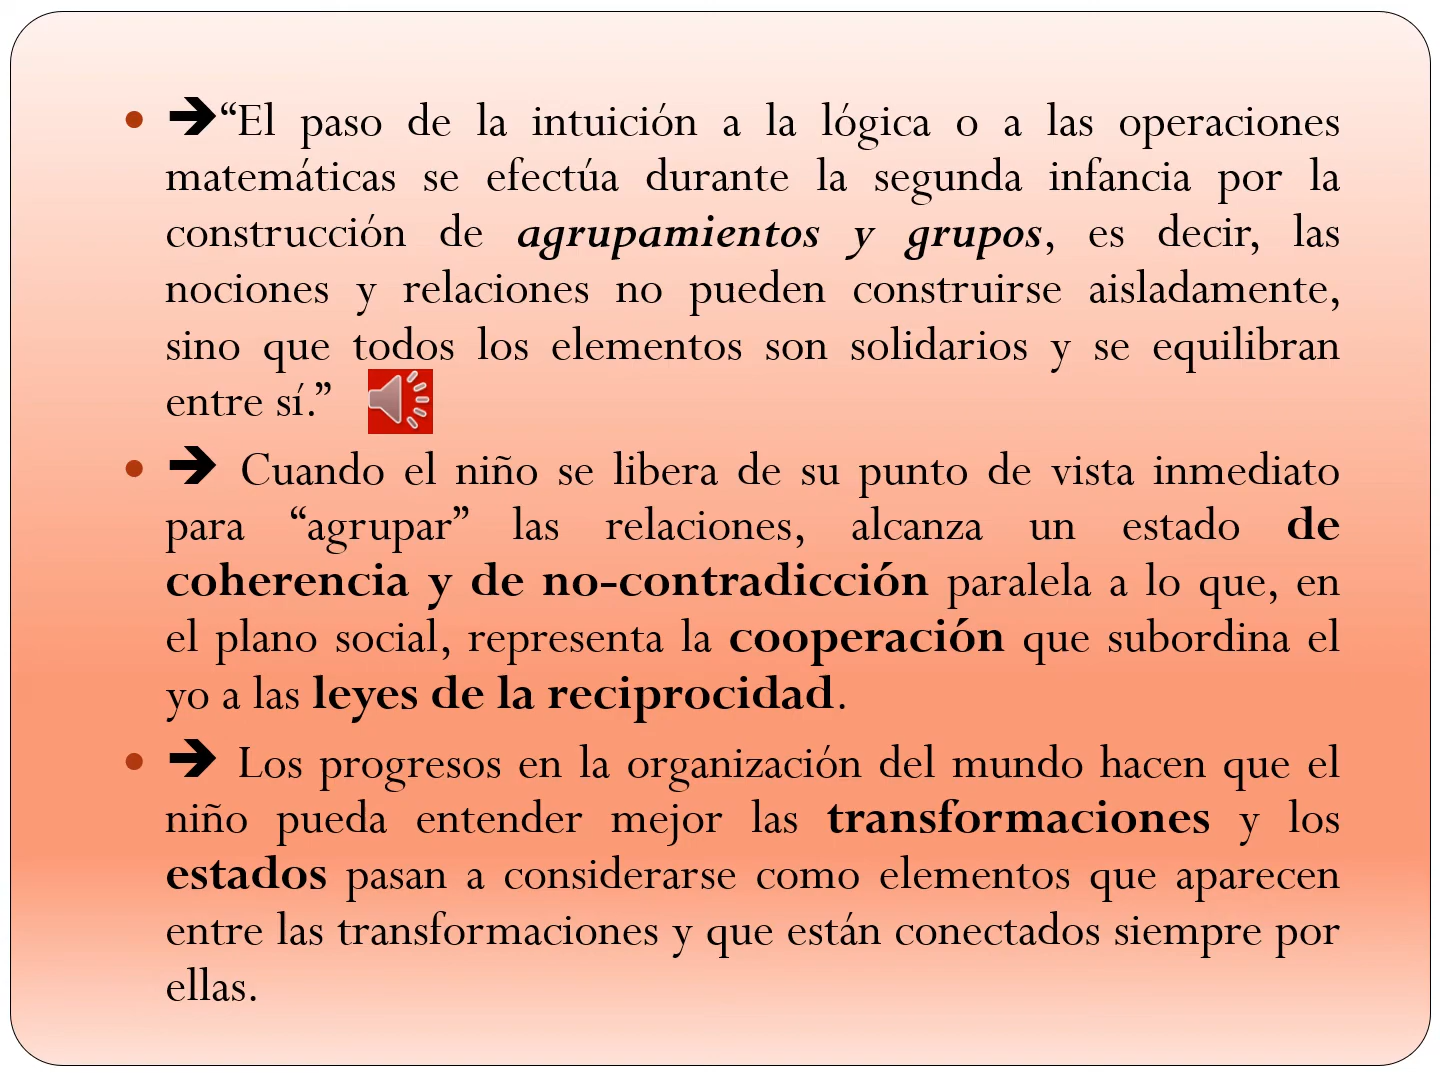 • ➔“El paso de la intuición a la lógica o a las operaciones
matemáticas se efectúa durante la segunda infancia por la
construcción de agrupamientos y grupos, es decir, las
nociones y relaciones no pueden construirse aisladamente,
sino que todos los elementos son solidarios y se equilibran
entre sí.”
• ➔ Cuando el niño se libera de su punto de vista inmediato
para “agrupar” las relaciones, alcanza un estado de
coherencia y de no-contradicción paralela a lo que, en
el plano social, representa la cooperación que subordina el
yo a las leyes de la reciprocidad.
• ➔ Los progresos en la organización del mundo hacen que el
niño pueda entender mejor las transformaciones y los
estados pasan a considerarse como elementos que aparecen
entre las transformaciones y que están conectados siempre por
ellas.